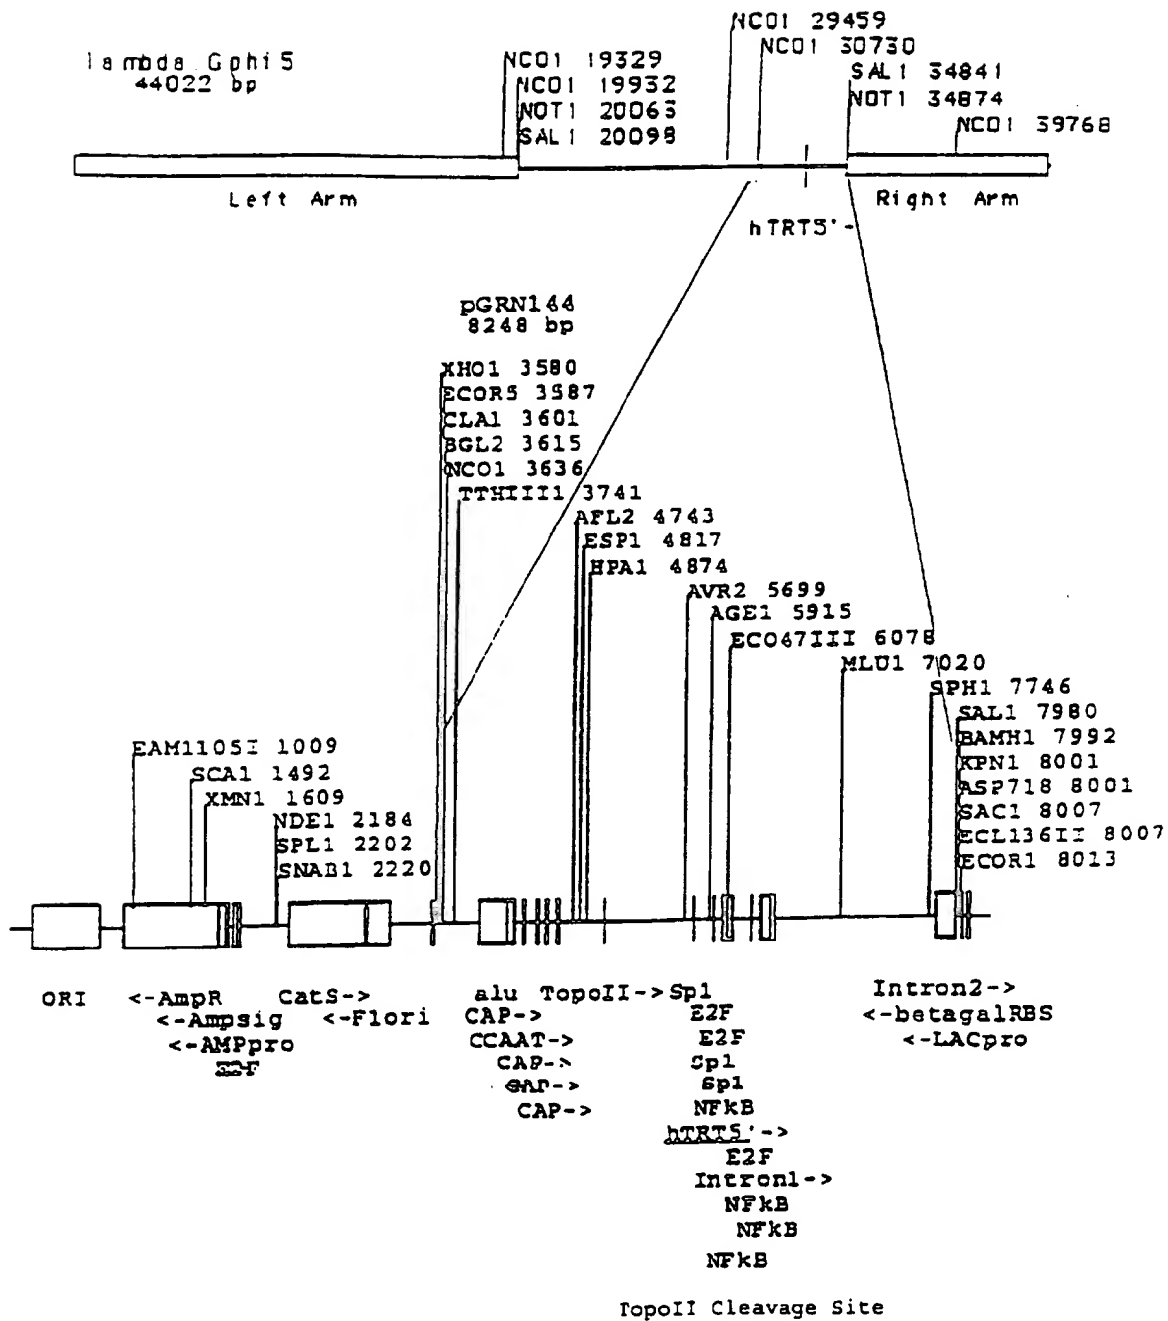 lambda Gphi5
44022 bp
NCO1 19329
NCO1 19932
NOT1 20063
SAL1 20098
NCO1 29459
NCO1 30730
SAL1 34841
NOT1 34874
NCO1 39768
Left Arm
Right Arm
hTRT5'-
pGRN144
8248 bp
XHO1 3580
ECOR5 3587
CLA1 3601
BGL2 3615
NCO1 3636
TTHIII1 3741
AFL2 4743
ESP1 4817
HPA1 4874
AVR2 5699
AGE1 5915
ECO47III 6078
MLU1 7020
SPH1 7746
SAL1 7980
BAMH1 7992
KPN1 8001
ASP718 8001
SAC1 8007
ECL136II 8007
ECOR1 8013
EAM1105I 1009
SCA1 1492
XMN1 1609
NDE1 2184
SPL1 2202
SNAB1 2220
ORI <-AmpR CatS-> alu TopoII-> Sp1 Intron2->
<-Ampsig <-F1ori CAP-> E2F <-betagalRBS
<-AMPpro CCAAT-> E2F <-LACpro
E2F CAP-> Sp1
CAP-> Sp1
CAP-> NFkB
hTRT5'->
E2F
Intron1->
NFkB
NFkB
NFkB
TopoII Cleavage Site